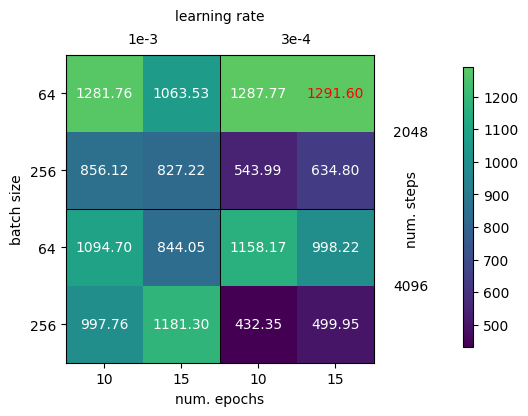 learning rate
1e-3 3e-4
64 1281.76 1063.53 1287.77 1291.60
2048
256 856.12 827.22 543.99 634.80
64 1094.70 844.05 1158.17 998.22
4096
256 997.76 1181.30 432.35 499.95
10 15 10 15
num. epochs
batch size
num. steps
1200
1100
1000
900
800
700
600
500